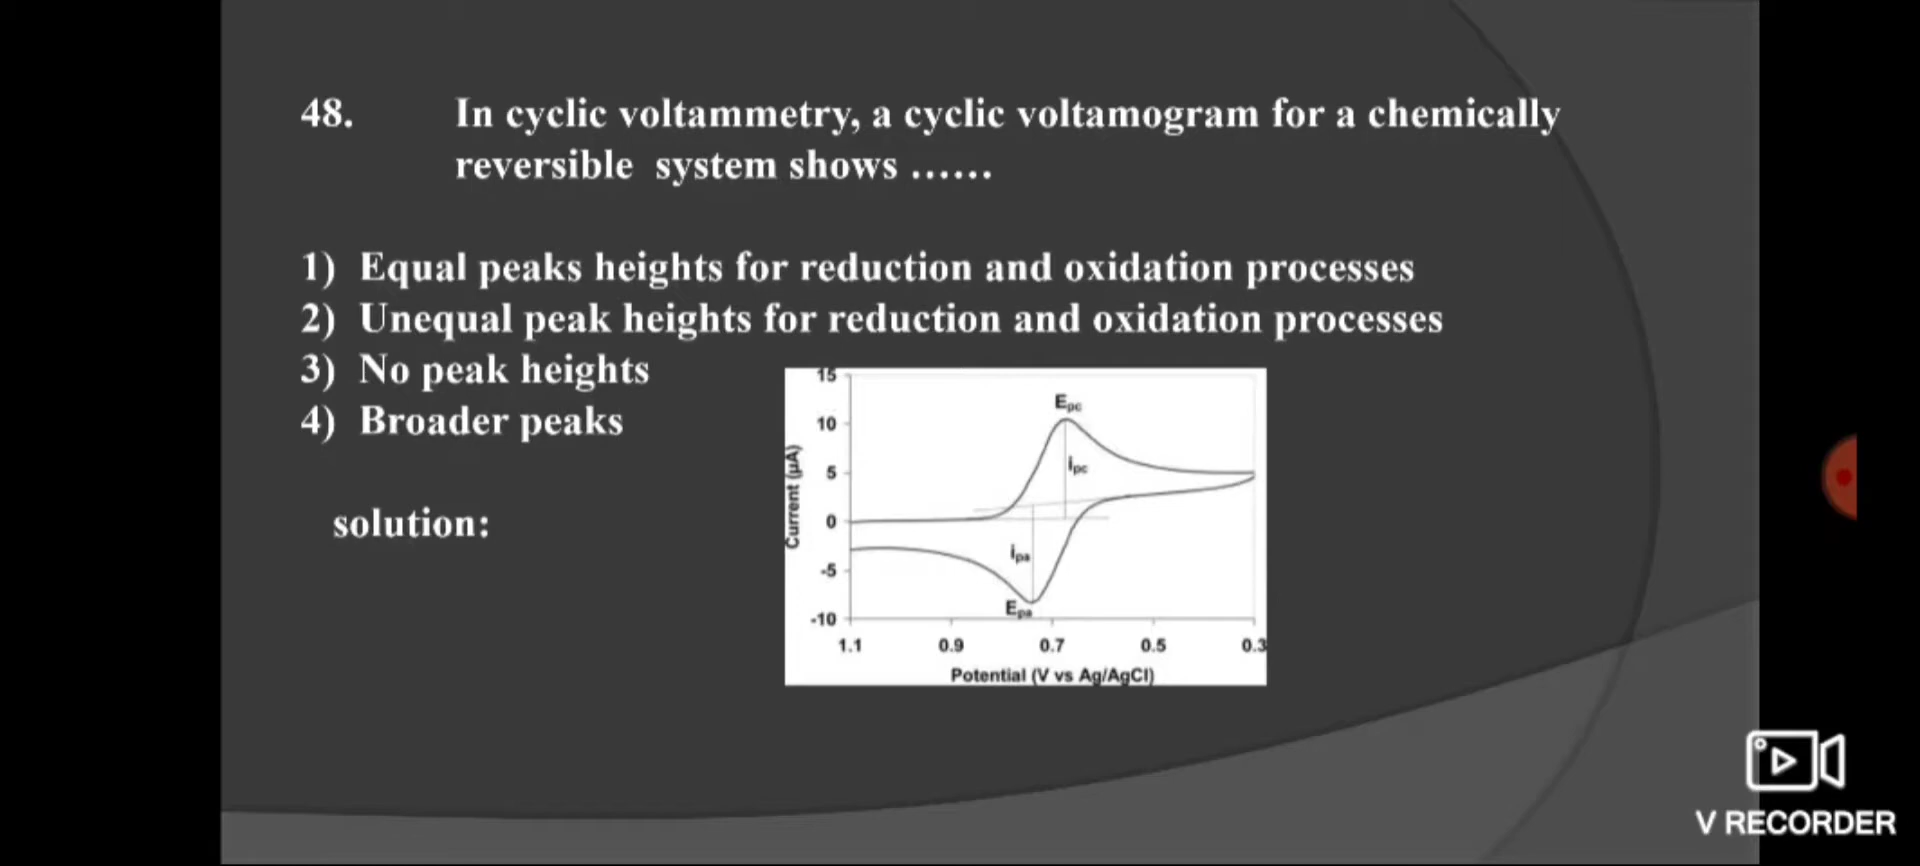 48. In cyclic voltammetry, a cyclic voltamogram for a chemically
reversible system shows ......
1) Equal peaks heights for reduction and oxidation processes
2) Unequal peak heights for reduction and oxidation processes
3) No peak heights
4) Broader peaks
solution:
15
10
5
0
-5
-10
Current (µA)
Epc
ipc
ipa
Epa
1.1 0.9 0.7 0.5 0.3
Potential (V vs Ag/AgCl)
V RECORDER